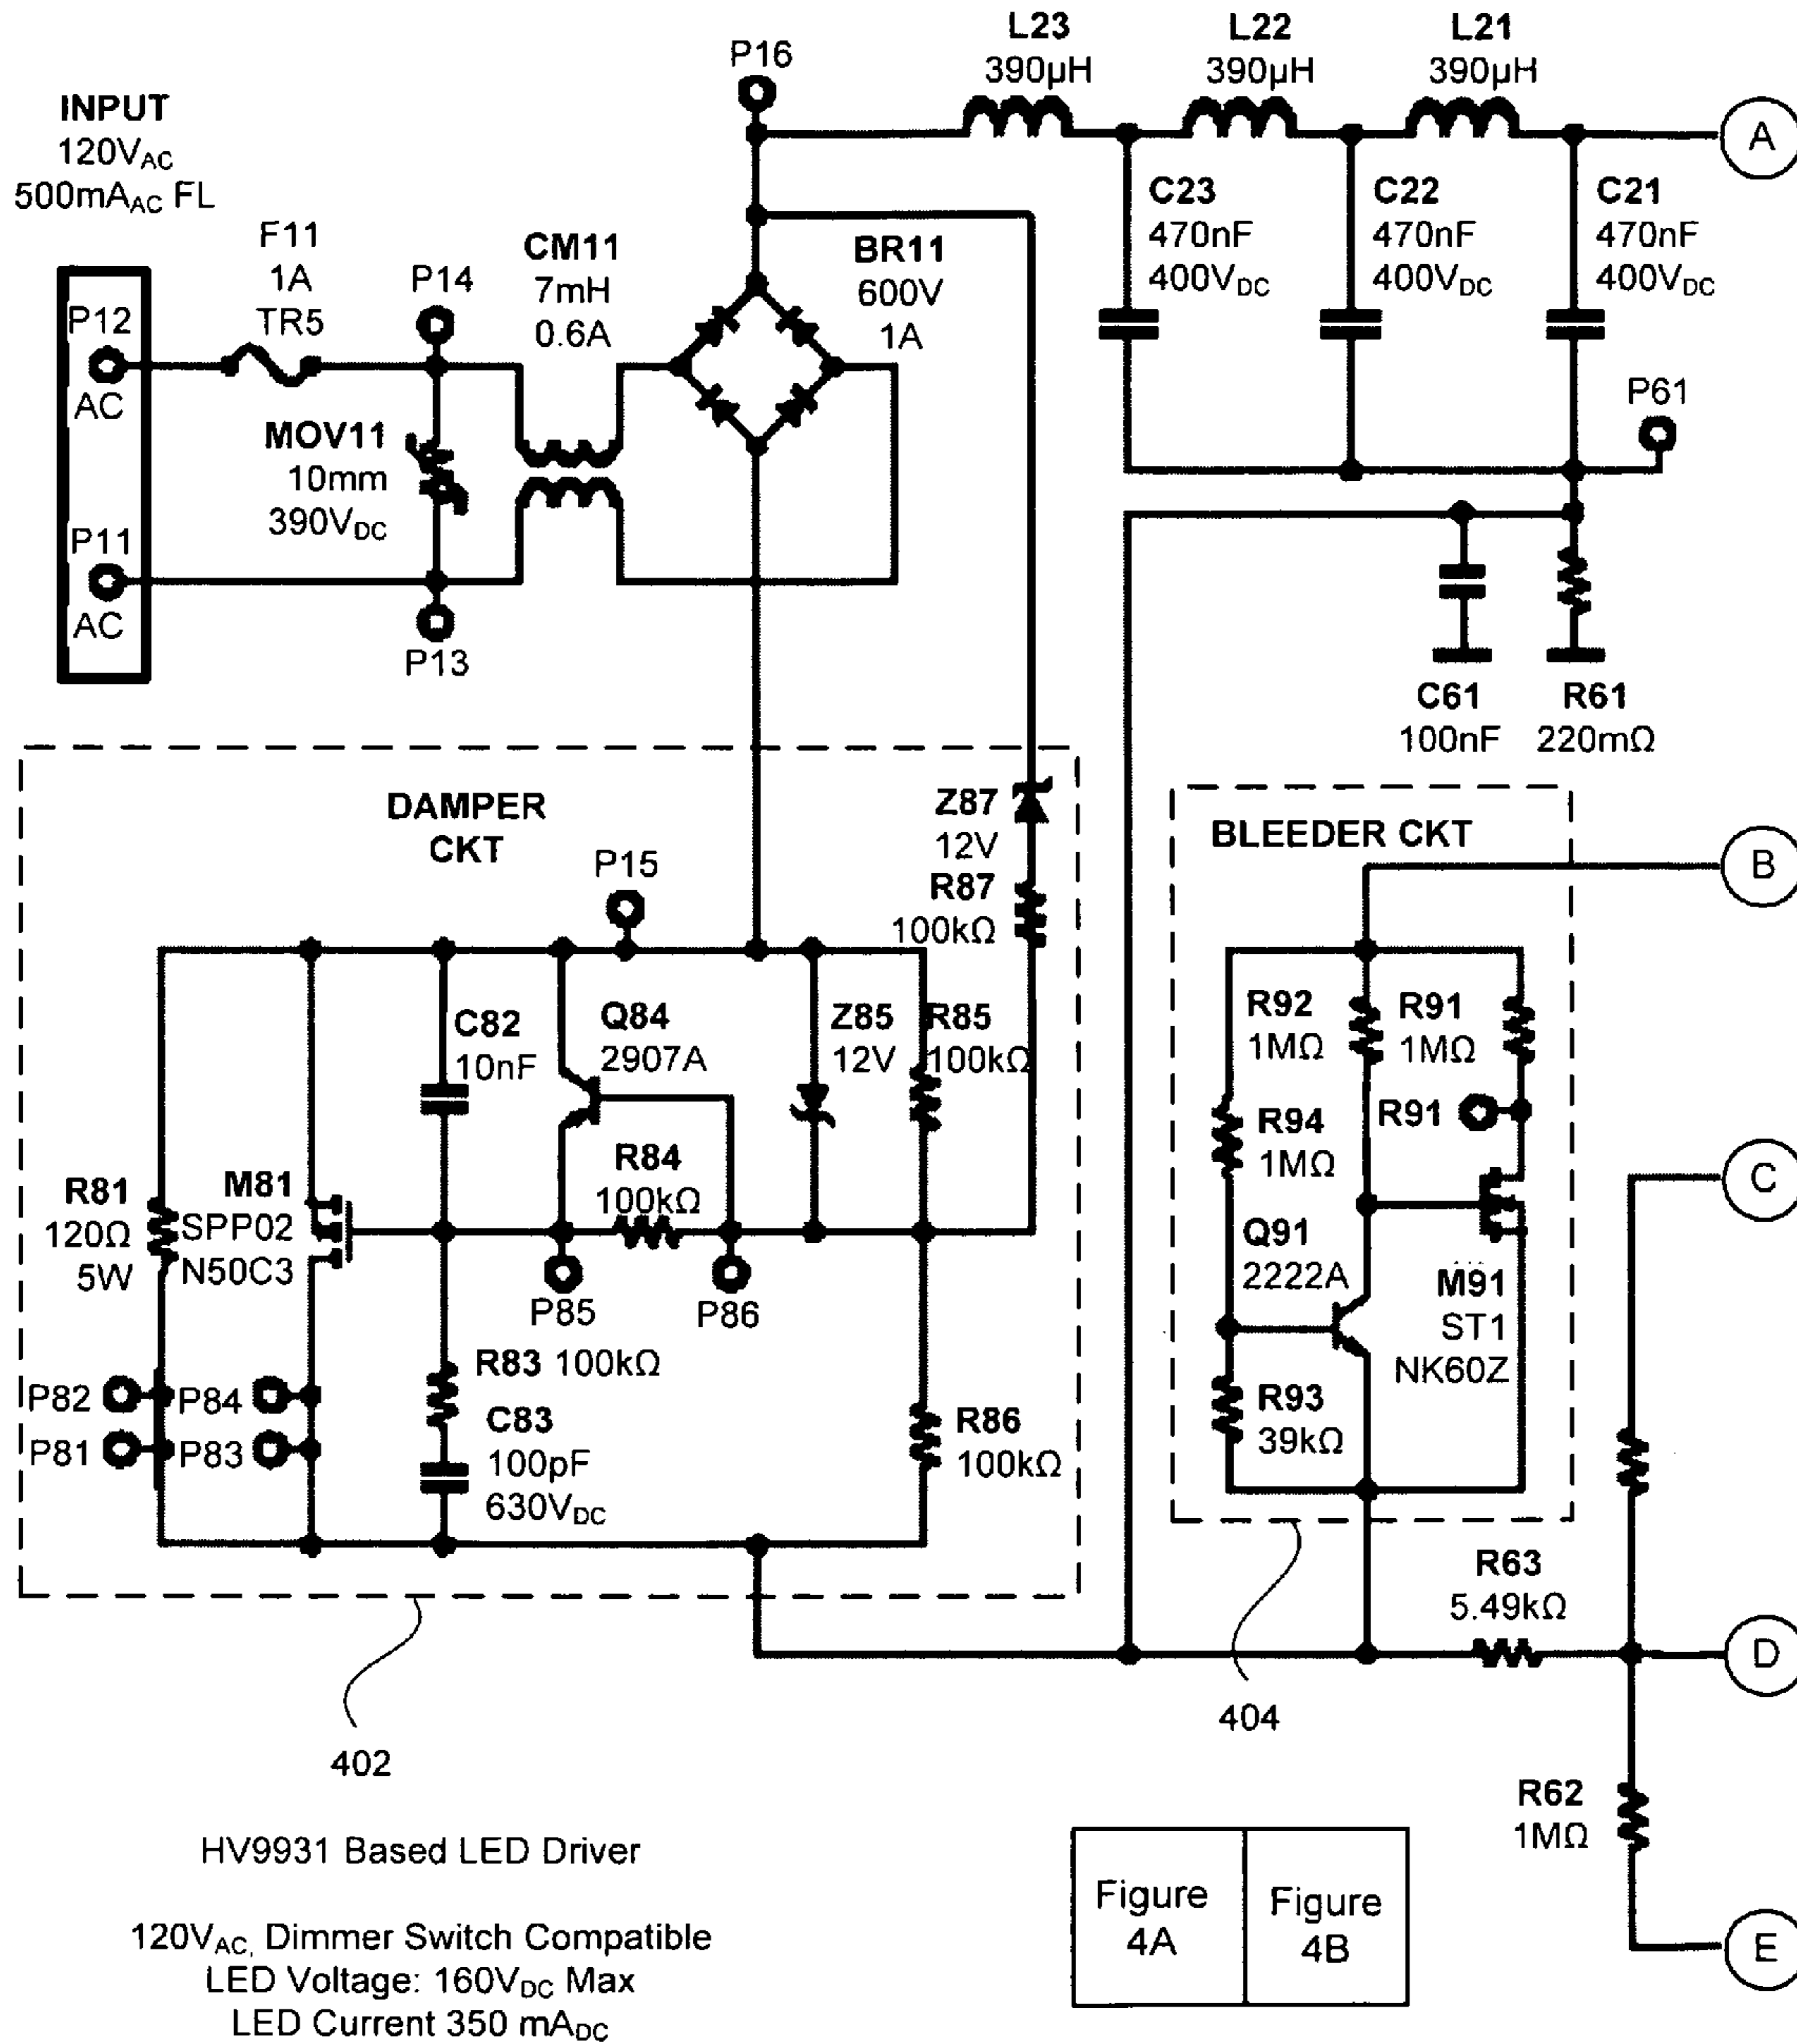 INPUT
120VAC
500mAAC FL
P12
AC
P11
AC
F11
1A
TR5
P14
MOV11
10mm
390VDC
P13
CM11
7mH
0.6A
P16
BR11
600V
1A
L23
390µH
L22
390µH
L21
390µH
A
C23
470nF
400VDC
C22
470nF
400VDC
C21
470nF
400VDC
P61
C61
100nF
R61
220mΩ
DAMPER
CKT
P15
Z87
12V
R87
100kΩ
C82
10nF
Q84
2907A
Z85
12V
R85
100kΩ
R84
100kΩ
R81
120Ω
5W
M81
SPP02
N50C3
P85
P86
R83 100kΩ
C83
100pF
630VDC
P82
P84
P81
P83
R86
100kΩ
402
BLEEDER CKT
B
R92
1MΩ
R91
1MΩ
R91
R94
1MΩ
Q91
2222A
M91
ST1
NK60Z
R93
39kΩ
404
C
R63
5.49kΩ
D
R62
1MΩ
E
HV9931 Based LED Driver
120VAC, Dimmer Switch Compatible
LED Voltage: 160VDC Max
LED Current 350 mADC
Figure
4A
Figure
4B